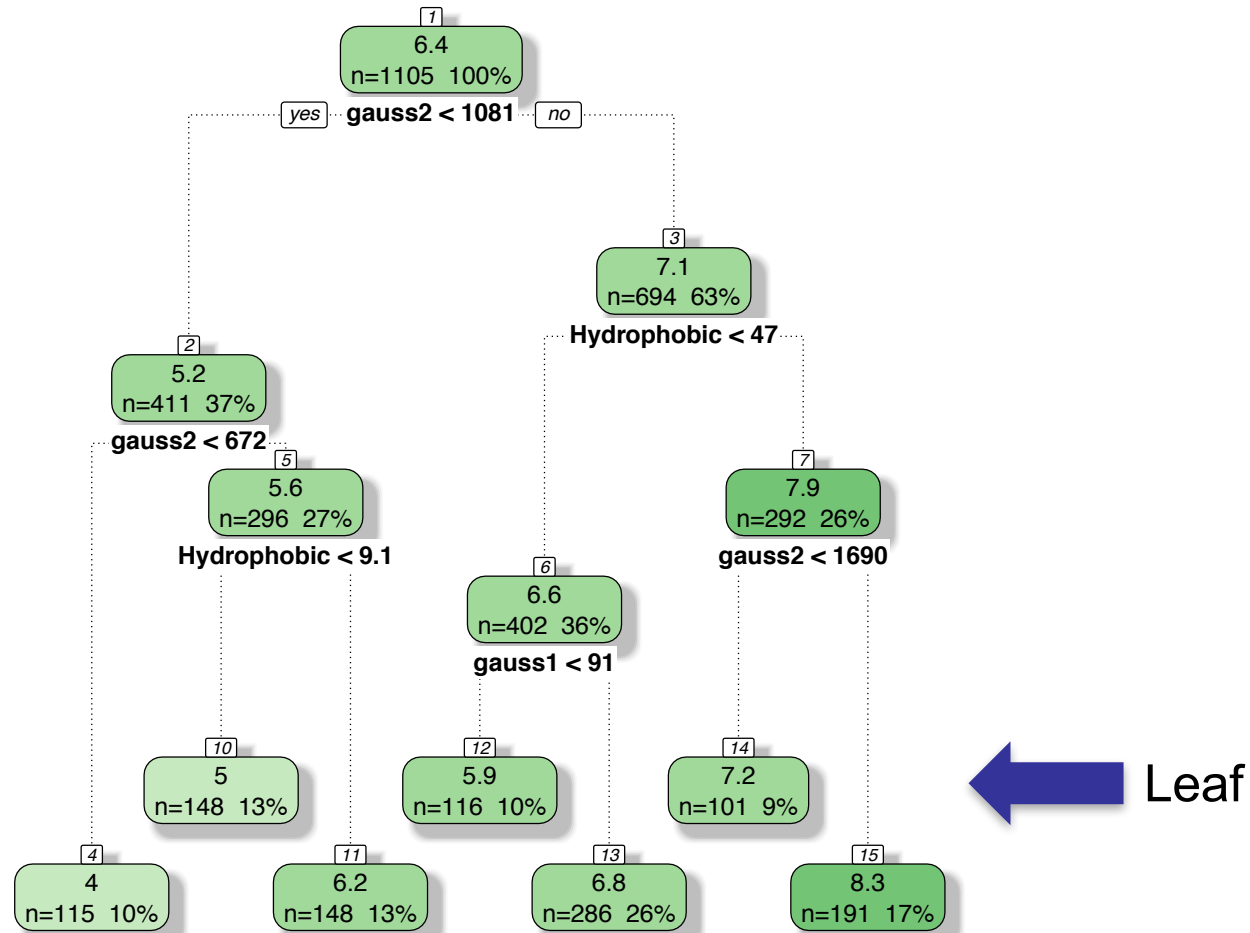 1
6.4
n=1105 100%
yes gauss2 < 1081 no
3
7.1
n=694 63%
Hydrophobic < 47
2
5.2
n=411 37%
gauss2 < 672
5
5.6
n=296 27%
Hydrophobic < 9.1
7
7.9
n=292 26%
gauss2 < 1690
6
6.6
n=402 36%
gauss1 < 91
10
5
n=148 13%
12
5.9
n=116 10%
14
7.2
n=101 9%
Leaf
4
4
n=115 10%
11
6.2
n=148 13%
13
6.8
n=286 26%
15
8.3
n=191 17%